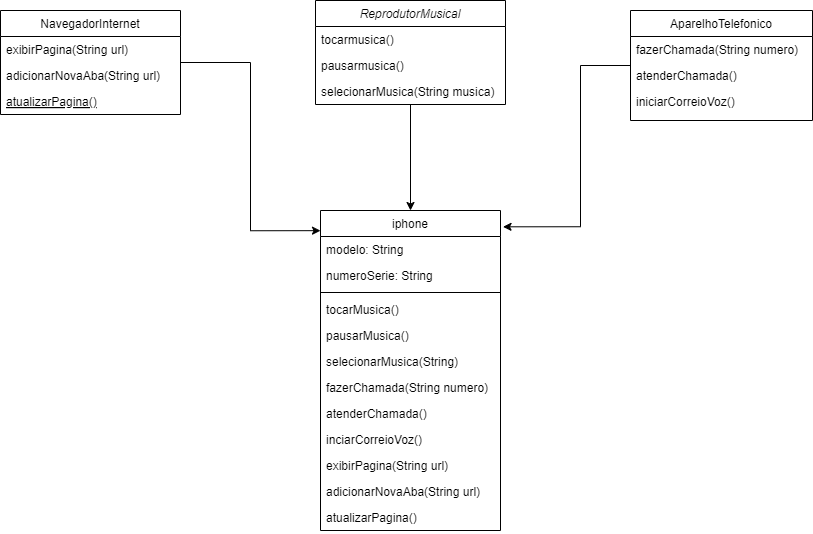 NavegadorInternet
exibirPagina(String url)
adicionarNovaAba(String url)
atualizarPagina()
ReprodutorMusical
tocarmusica()
pausarmusica()
selecionarMusica(String musica)
AparelhoTelefonico
fazerChamada(String numero)
atenderChamada()
iniciarCorreioVoz()
iphone
modelo: String
numeroSerie: String
tocarMusica()
pausarMusica()
selecionarMusica(String)
fazerChamada(String numero)
atenderChamada()
inciarCorreioVoz()
exibirPagina(String url)
adicionarNovaAba(String url)
atualizarPagina()